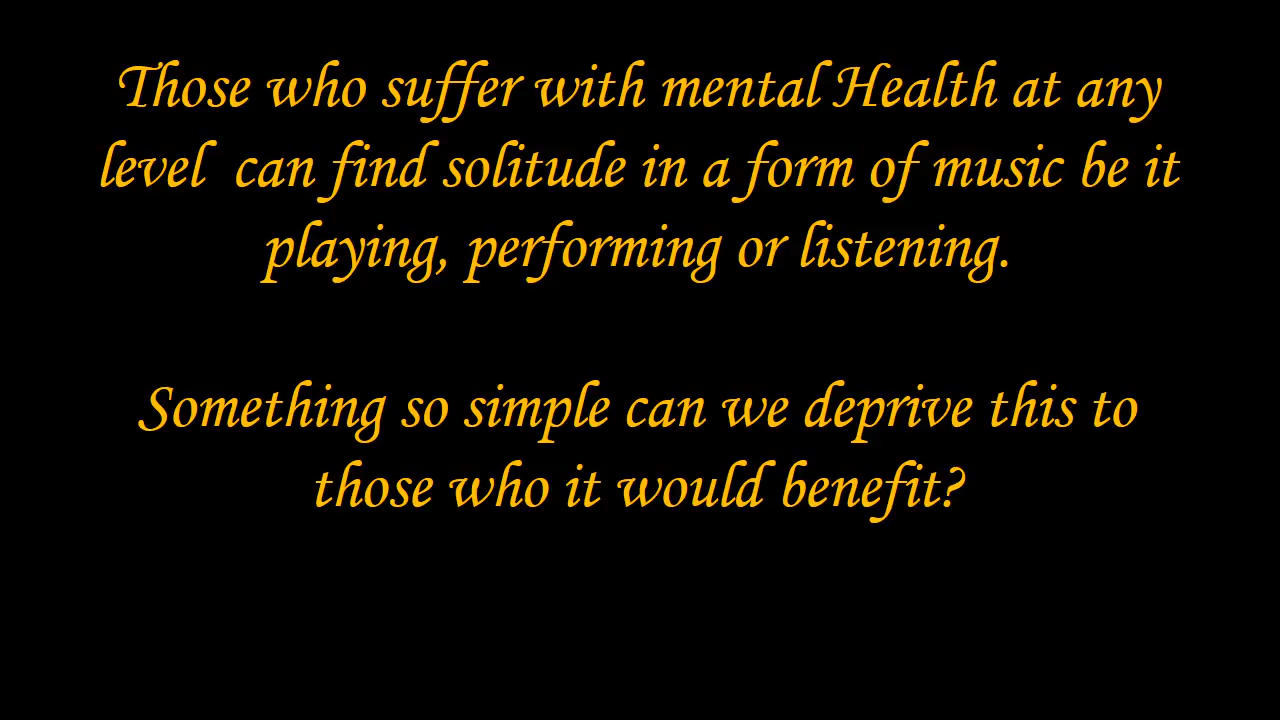 Those who suffer with mental Health at any
level can find solitude in a form of music be it
playing, performing or listening.
Something so simple can we deprive this to
those who it would benefit?